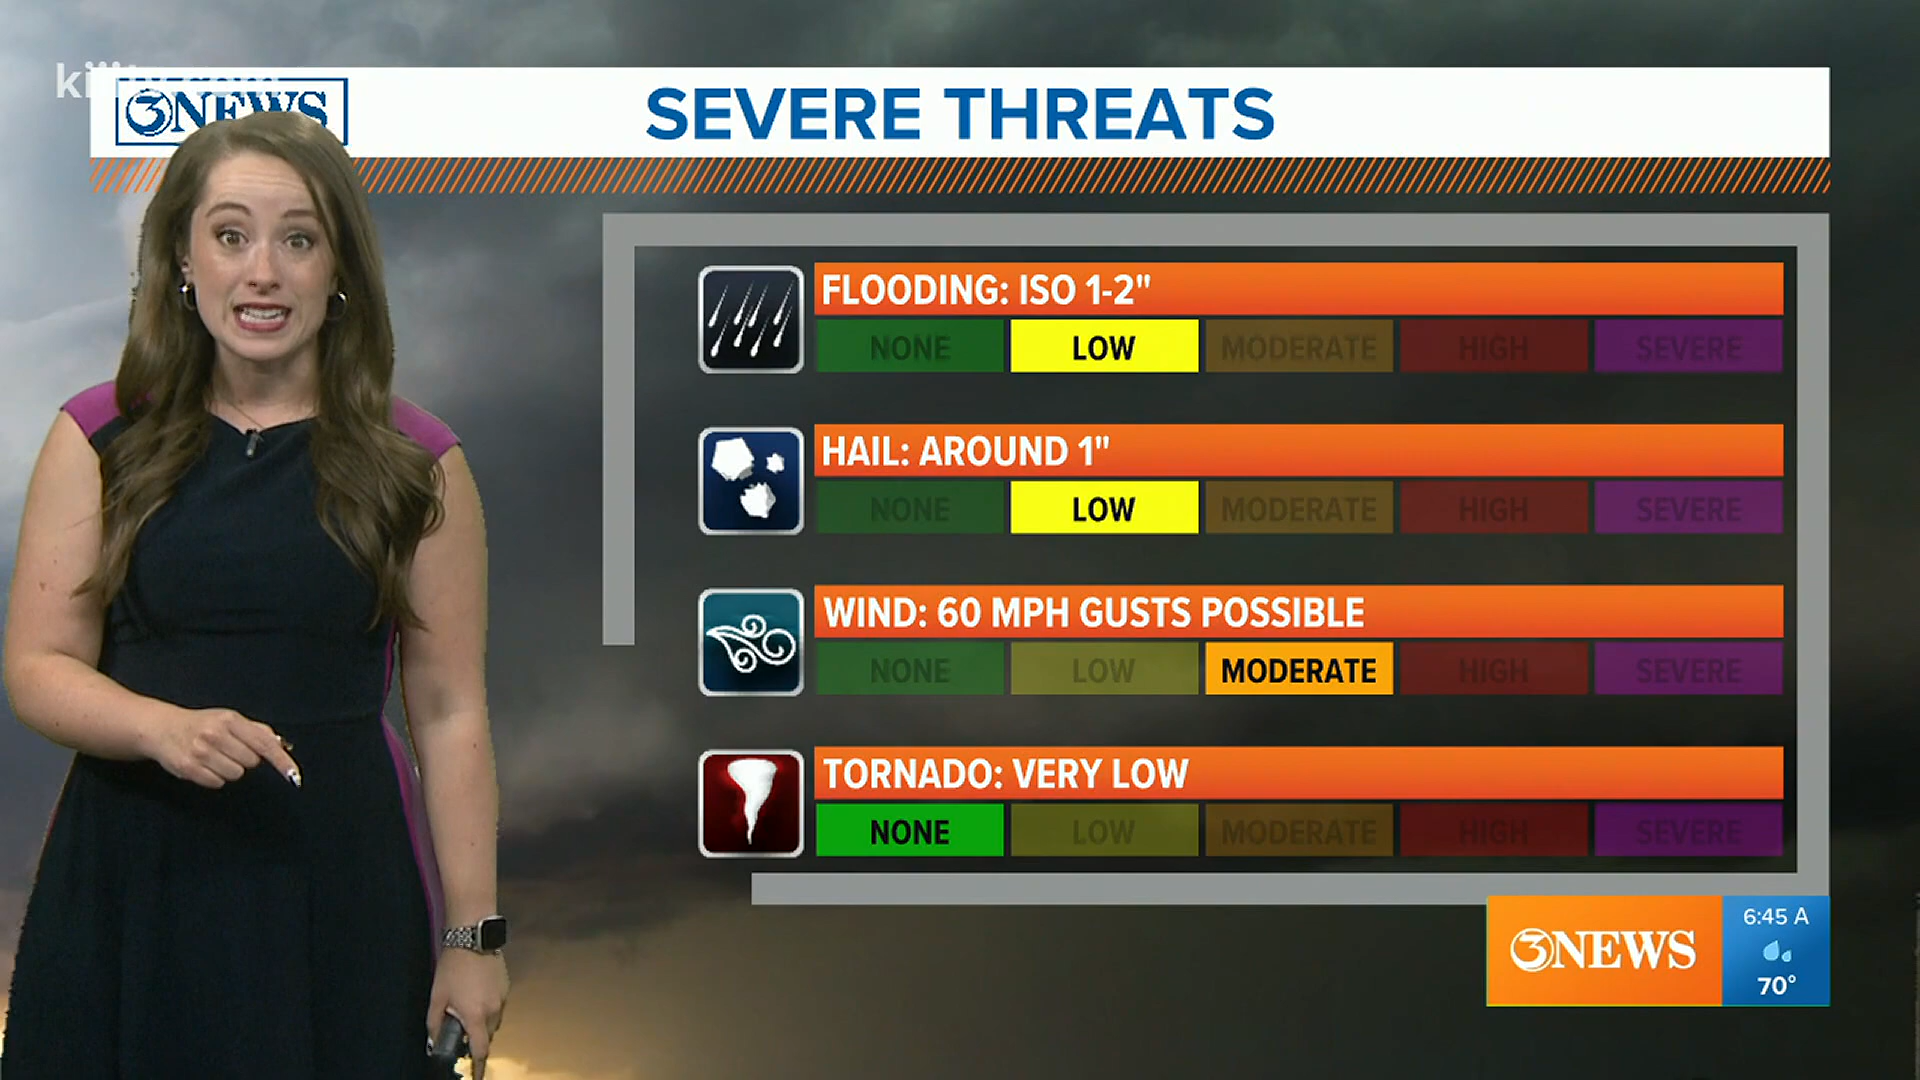 kiiitv.com
3NEWS
SEVERE THREATS
FLOODING: ISO 1-2"
NONE LOW MODERATE HIGH SEVERE
HAIL: AROUND 1"
NONE LOW MODERATE HIGH SEVERE
WIND: 60 MPH GUSTS POSSIBLE
NONE LOW MODERATE HIGH SEVERE
TORNADO: VERY LOW
NONE LOW MODERATE HIGH SEVERE
3NEWS
6:45 A
70°